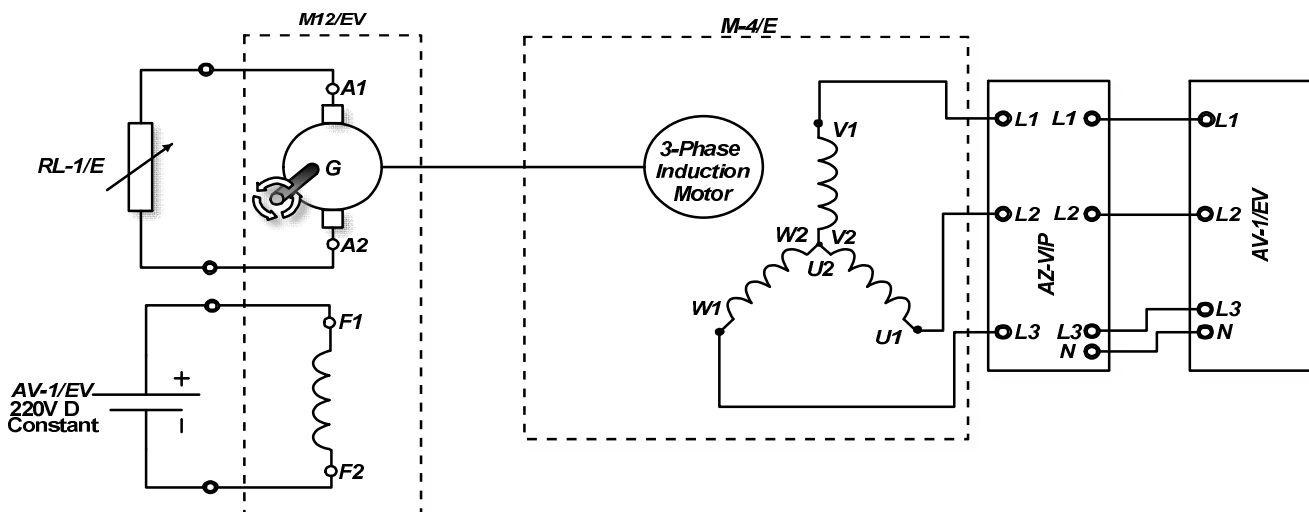 M12/EV
M-4/E
A1
RL-1/E
G
A2
F1
AV-1/EV
220V D
Constant
+
–
F2
3-Phase
Induction
Motor
V1
W2
V2
U2
W1
U1
L1
L1
L2
L2
AZ-VIP
L3
L3
N
L1
L2
AV-1/EV
L3
N